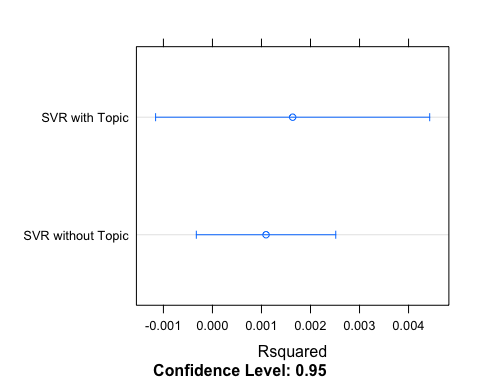 SVR with Topic
SVR without Topic
-0.001 0.000 0.001 0.002 0.003 0.004
Rsquared
Confidence Level: 0.95